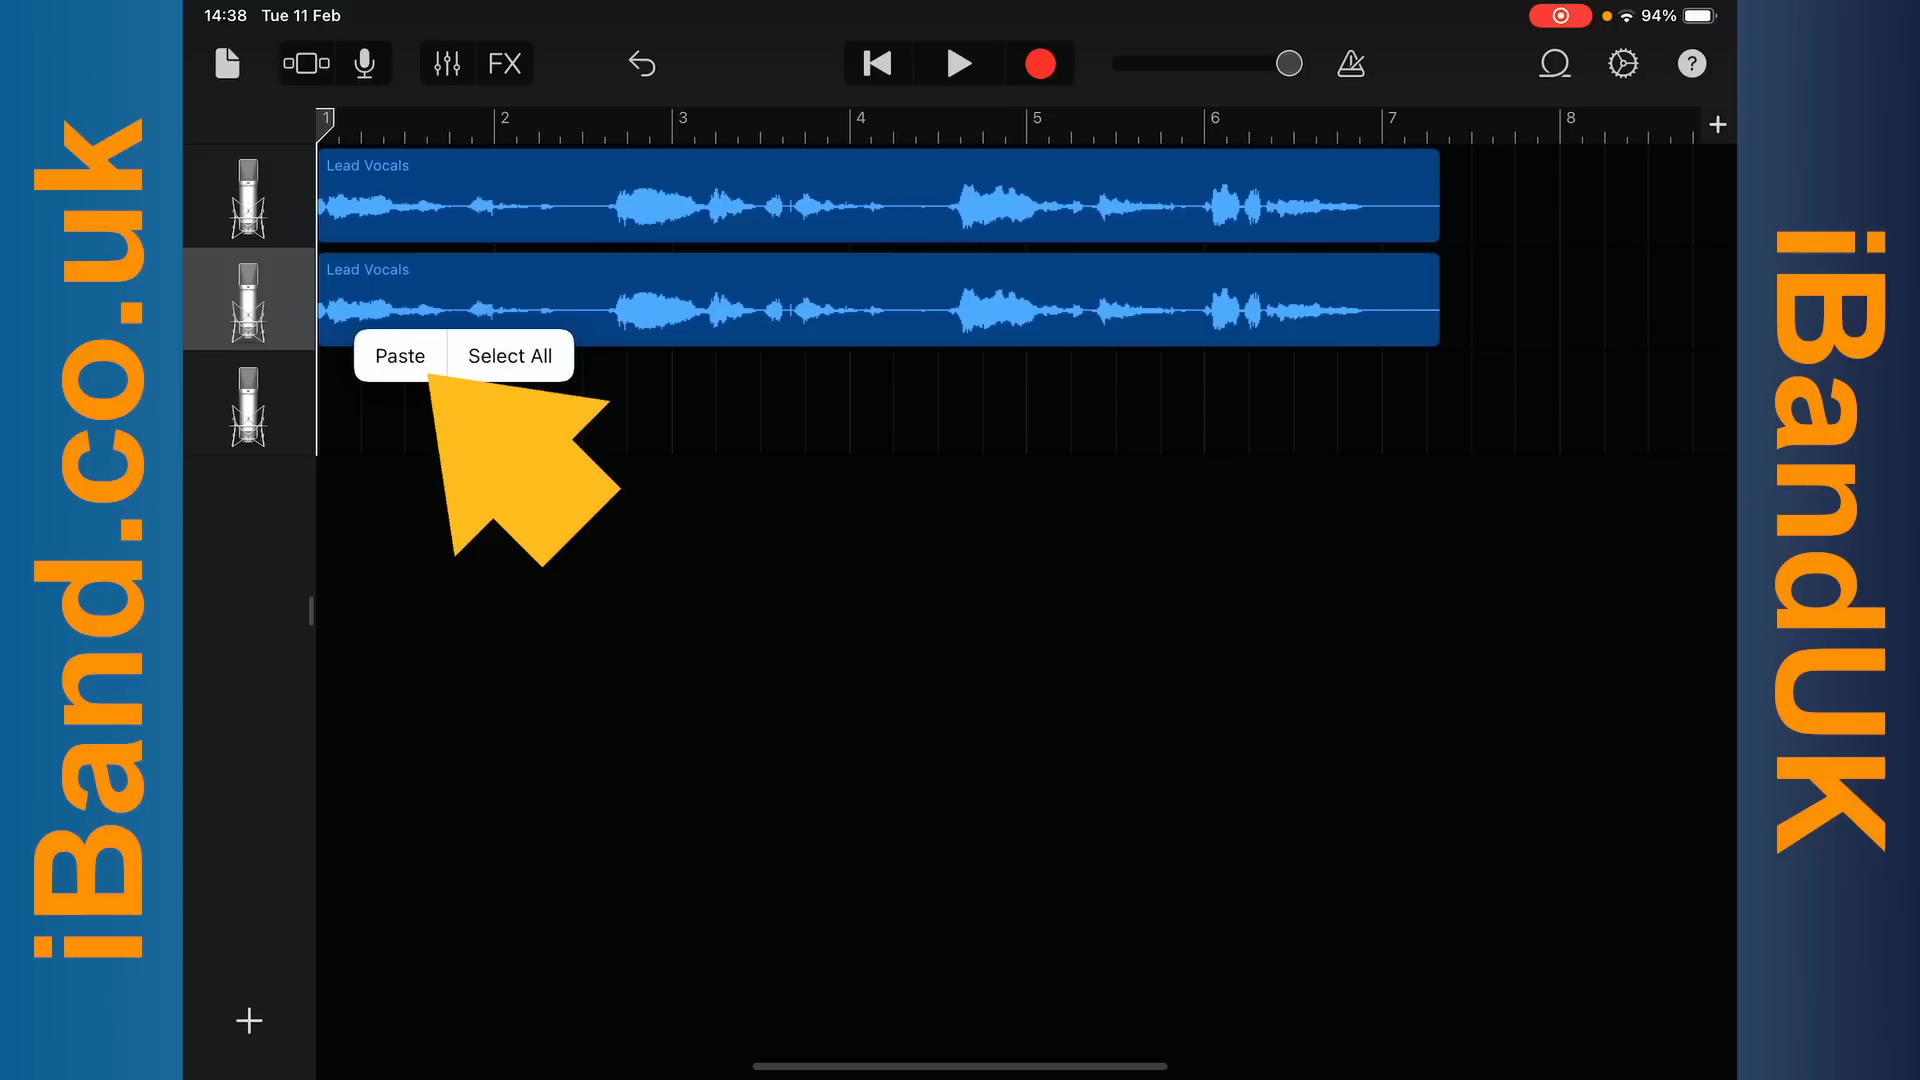 14:38 Tue 11 Feb
94%
FX
?
1 2 3 4 5 6 7 8
Lead Vocals
Lead Vocals
Paste Select All
iBand.co.uk
iBandUK